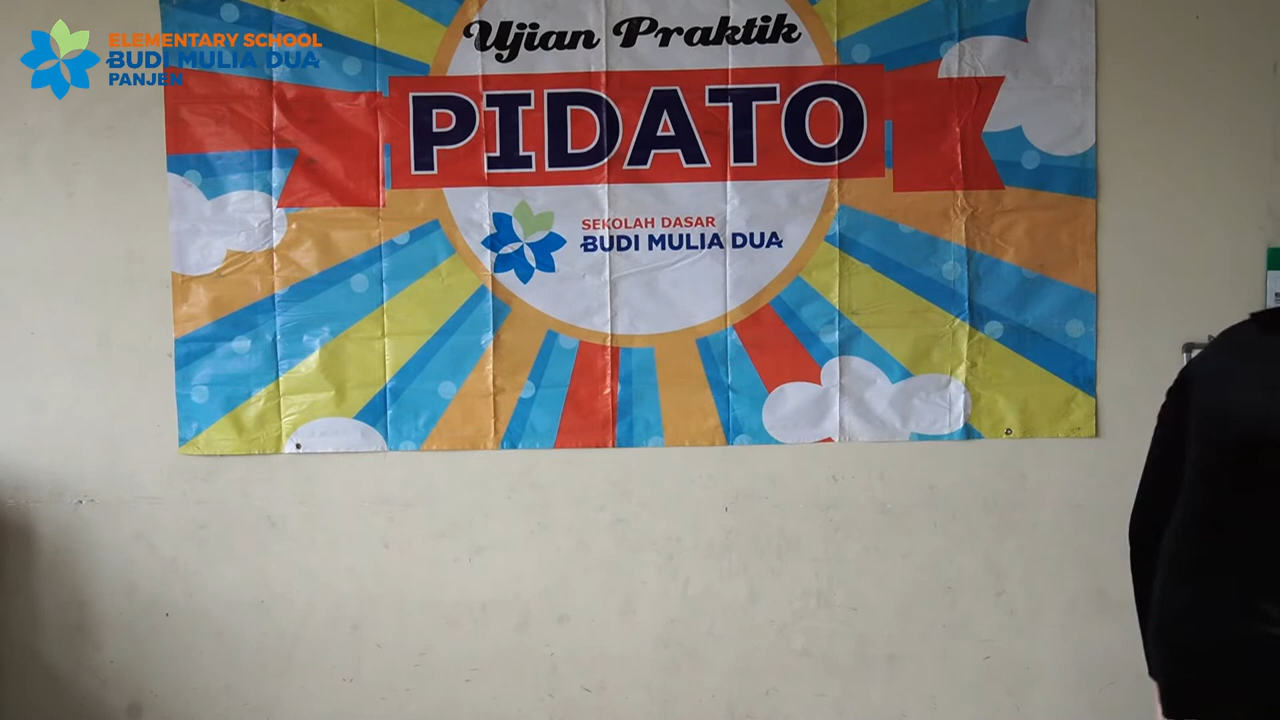 ELEMENTARY SCHOOL
BUDI MULIA DUA
PANJEN
Ujian Praktik
PIDATO
SEKOLAH DASAR
BUDI MULIA DUA